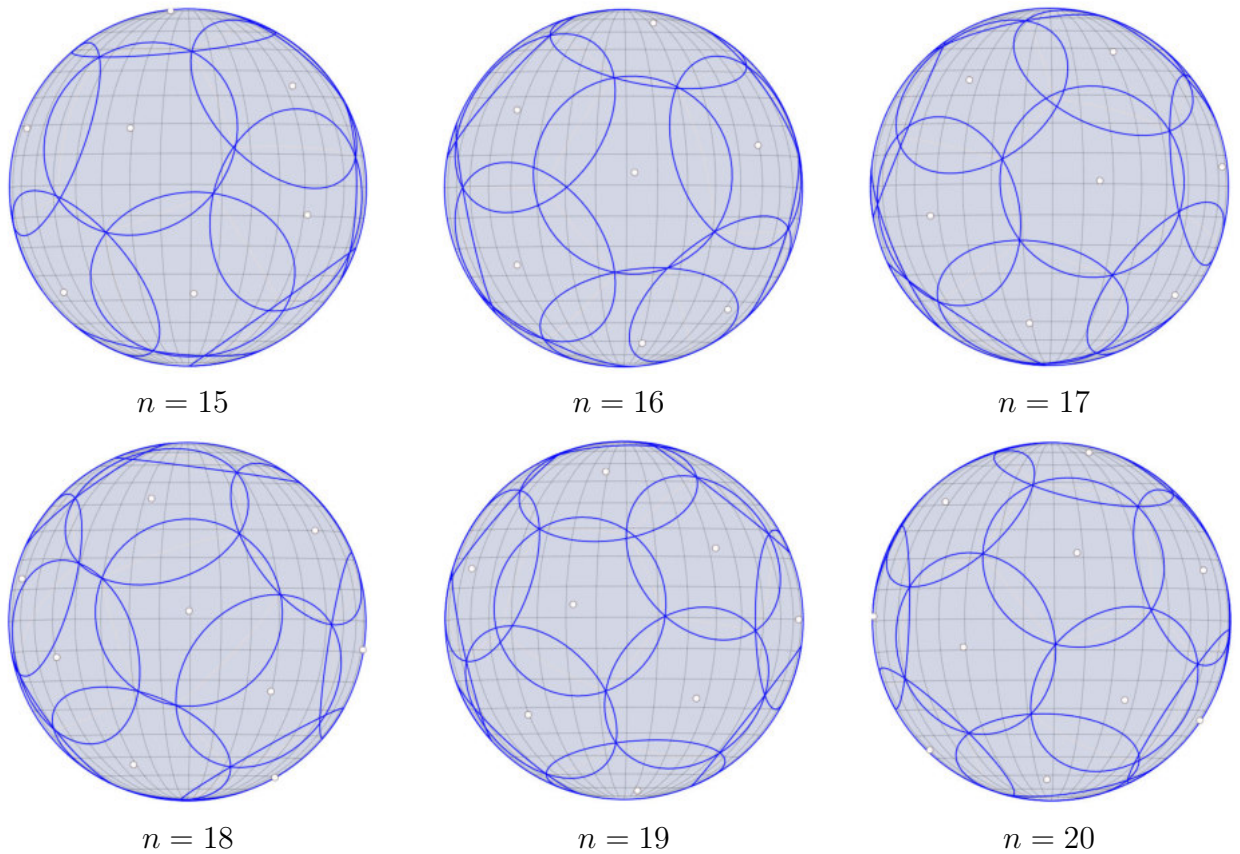 n = 15
n = 16
n = 17
n = 18
n = 19
n = 20